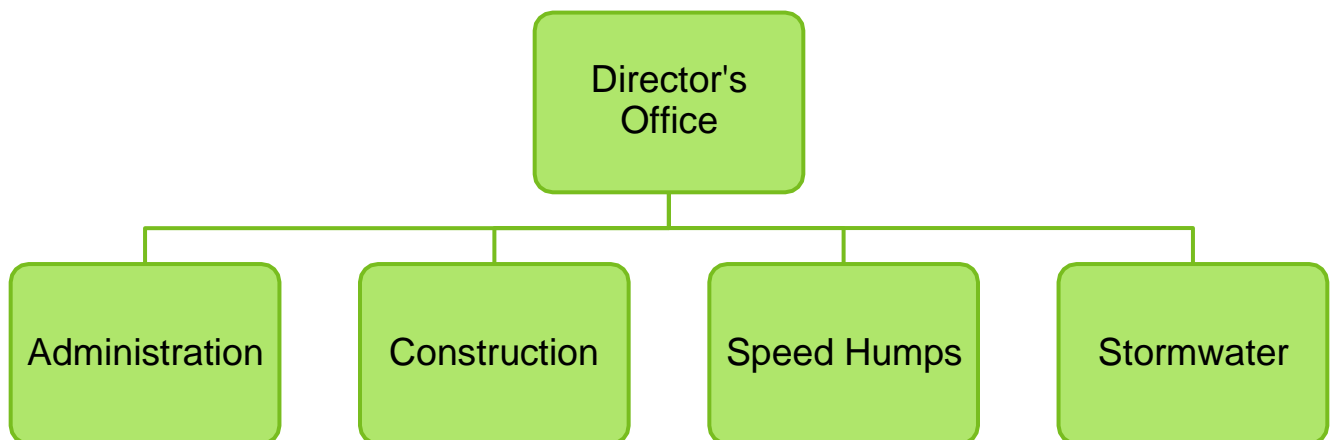 Director's
Office
Administration
Construction
Speed Humps
Stormwater